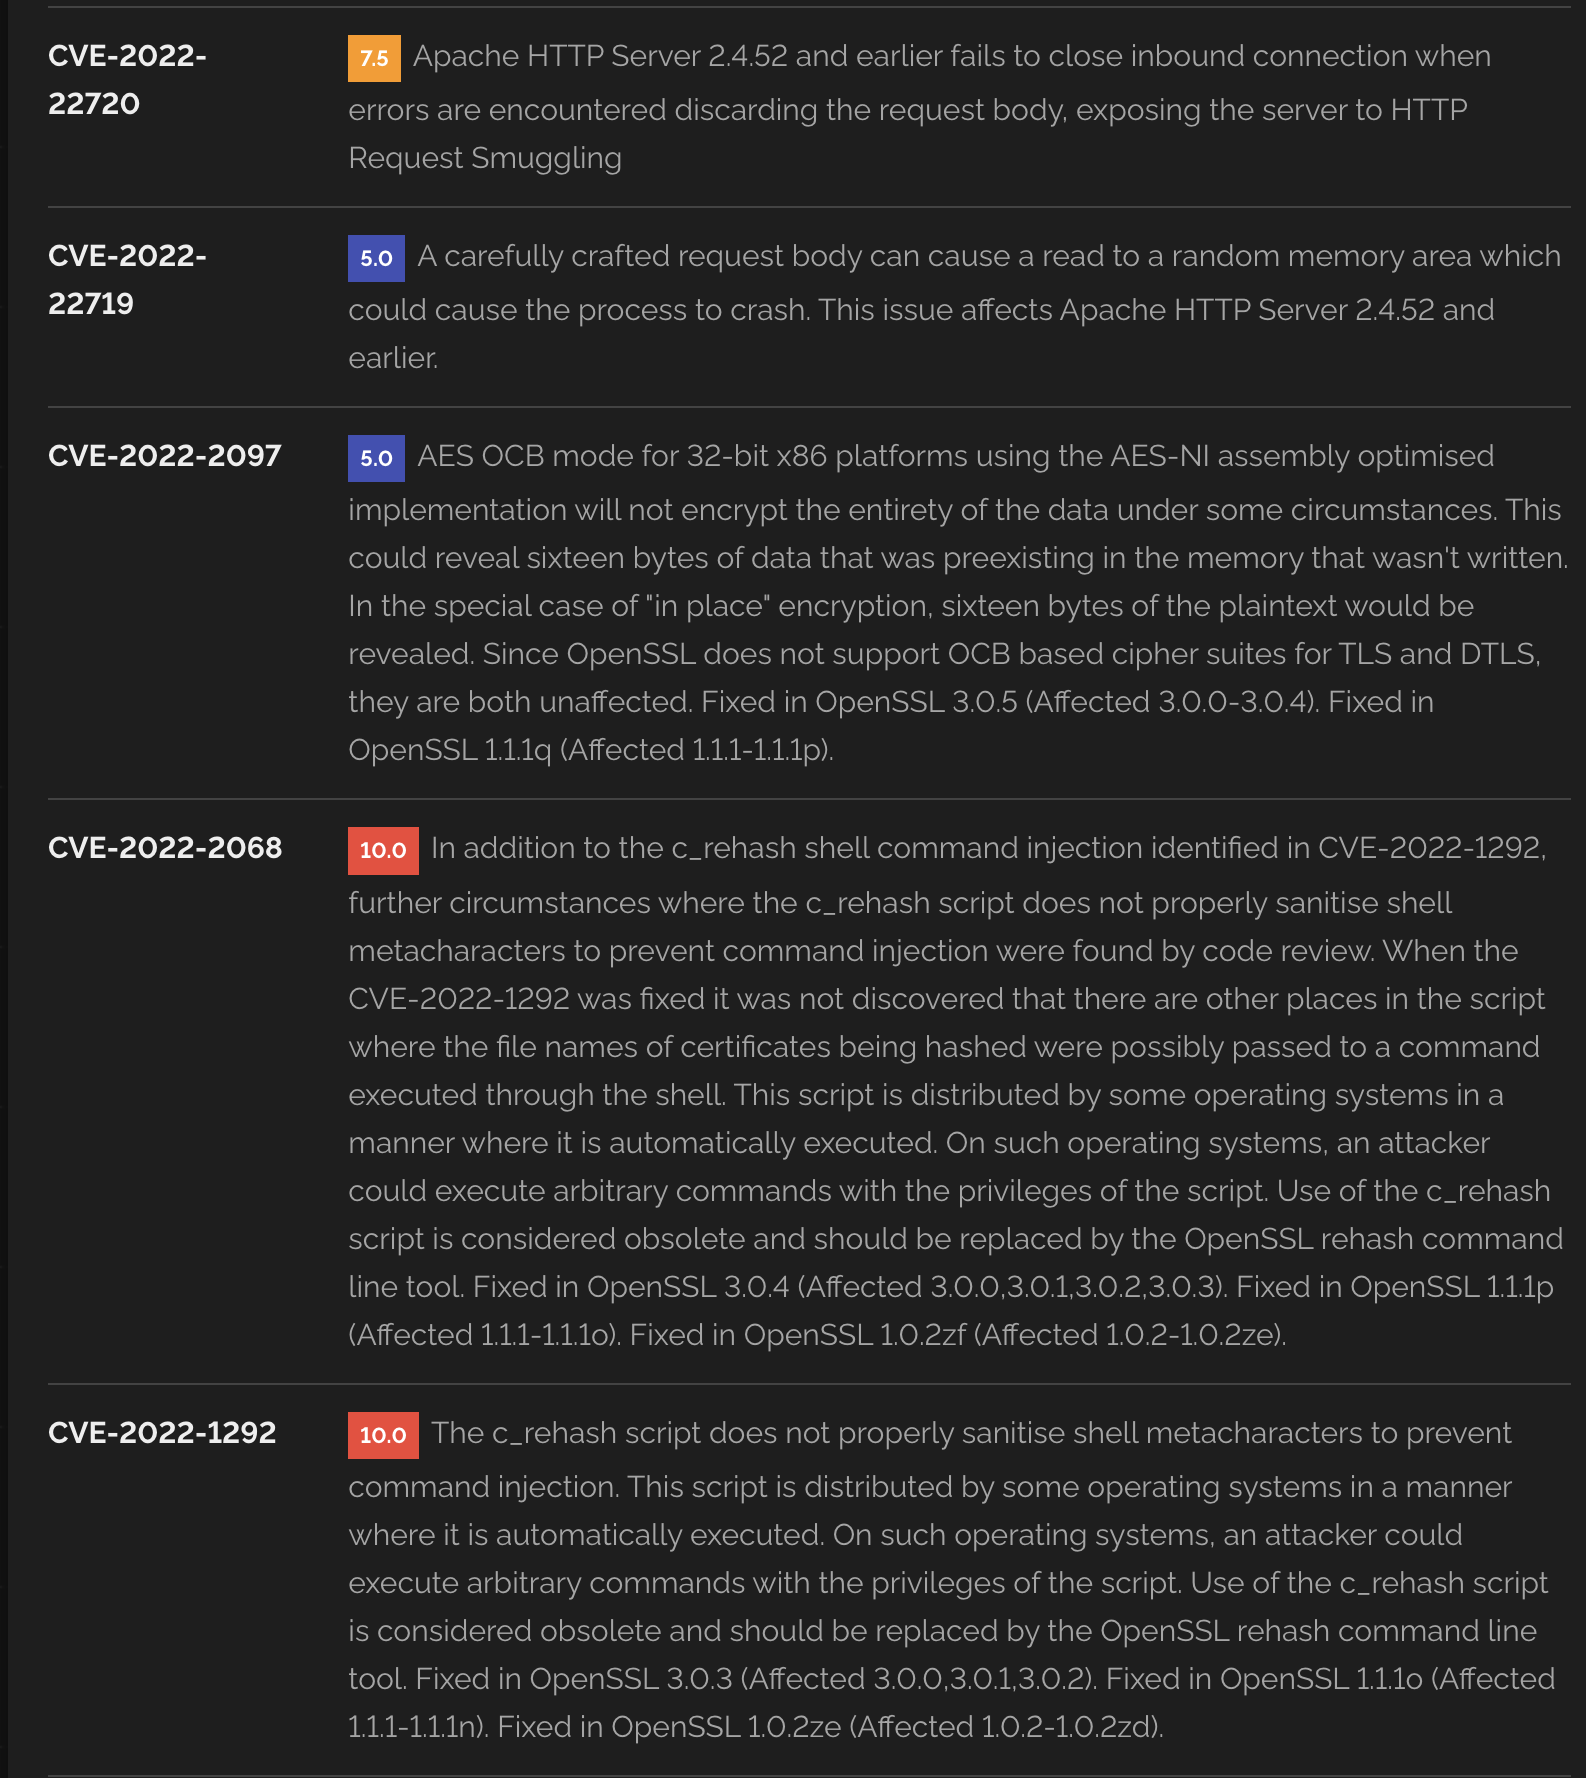 CVE-2022-
22720
7.5 Apache HTTP Server 2.4.52 and earlier fails to close inbound connection when
errors are encountered discarding the request body, exposing the server to HTTP
Request Smuggling
CVE-2022-
22719
5.0 A carefully crafted request body can cause a read to a random memory area which
could cause the process to crash. This issue affects Apache HTTP Server 2.4.52 and
earlier.
CVE-2022-2097
5.0 AES OCB mode for 32-bit x86 platforms using the AES-NI assembly optimised
implementation will not encrypt the entirety of the data under some circumstances. This
could reveal sixteen bytes of data that was preexisting in the memory that wasn't written.
In the special case of "in place" encryption, sixteen bytes of the plaintext would be
revealed. Since OpenSSL does not support OCB based cipher suites for TLS and DTLS,
they are both unaffected. Fixed in OpenSSL 3.0.5 (Affected 3.0.0-3.0.4). Fixed in
OpenSSL 1.1.1q (Affected 1.1.1-1.1.1p).
CVE-2022-2068
10.0 In addition to the c_rehash shell command injection identified in CVE-2022-1292,
further circumstances where the c_rehash script does not properly sanitise shell
metacharacters to prevent command injection were found by code review. When the
CVE-2022-1292 was fixed it was not discovered that there are other places in the script
where the file names of certificates being hashed were possibly passed to a command
executed through the shell. This script is distributed by some operating systems in a
manner where it is automatically executed. On such operating systems, an attacker
could execute arbitrary commands with the privileges of the script. Use of the c_rehash
script is considered obsolete and should be replaced by the OpenSSL rehash command
line tool. Fixed in OpenSSL 3.0.4 (Affected 3.0.0,3.0.1,3.0.2,3.0.3). Fixed in OpenSSL 1.1.1p
(Affected 1.1.1-1.1.1o). Fixed in OpenSSL 1.0.2zf (Affected 1.0.2-1.0.2ze).
CVE-2022-1292
10.0 The c_rehash script does not properly sanitise shell metacharacters to prevent
command injection. This script is distributed by some operating systems in a manner
where it is automatically executed. On such operating systems, an attacker could
execute arbitrary commands with the privileges of the script. Use of the c_rehash script
is considered obsolete and should be replaced by the OpenSSL rehash command line
tool. Fixed in OpenSSL 3.0.3 (Affected 3.0.0,3.0.1,3.0.2). Fixed in OpenSSL 1.1.1o (Affected
1.1.1-1.1.1n). Fixed in OpenSSL 1.0.2ze (Affected 1.0.2-1.0.2zd).